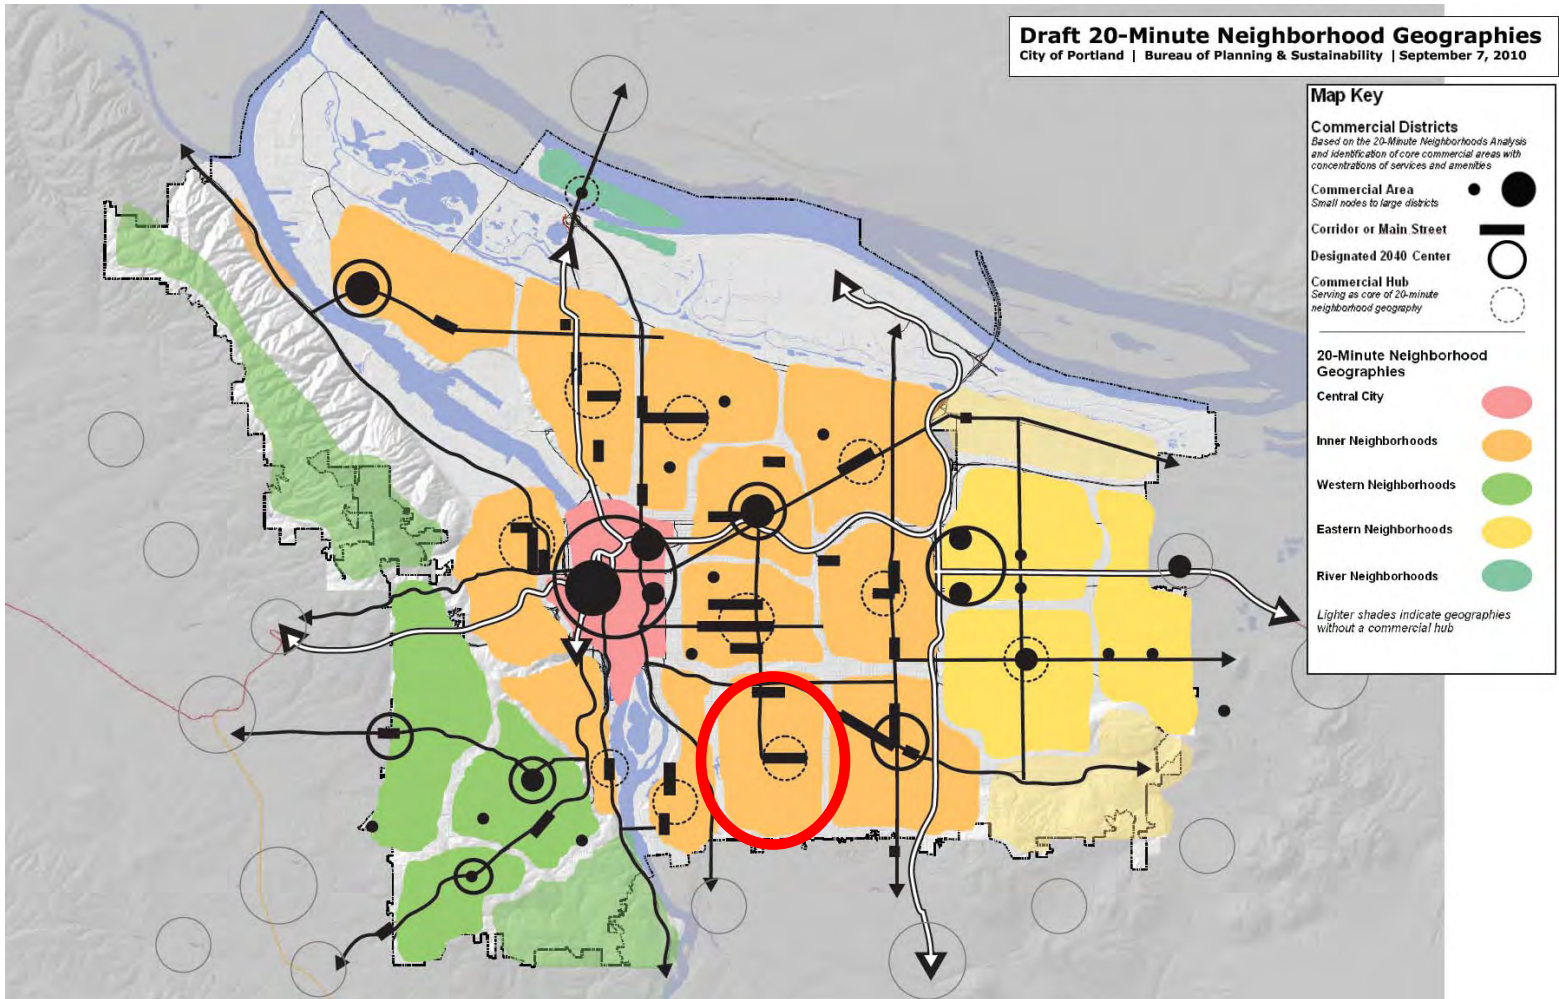 Draft 20-Minute Neighborhood Geographies
City of Portland | Bureau of Planning & Sustainability | September 7, 2010
Map Key
Commercial Districts
Based on the 20-Minute Neighborhoods Analysis
and identification of core commercial areas with
concentrations of services and amenities
Commercial Area
Small nodes to large districts
Corridor or Main Street
Designated 2040 Center
Commercial Hub
Serving as core of 20-minute
neighborhood geography
20-Minute Neighborhood
Geographies
Central City
Inner Neighborhoods
Western Neighborhoods
Eastern Neighborhoods
River Neighborhoods
Lighter shades indicate geographies
without a commercial hub